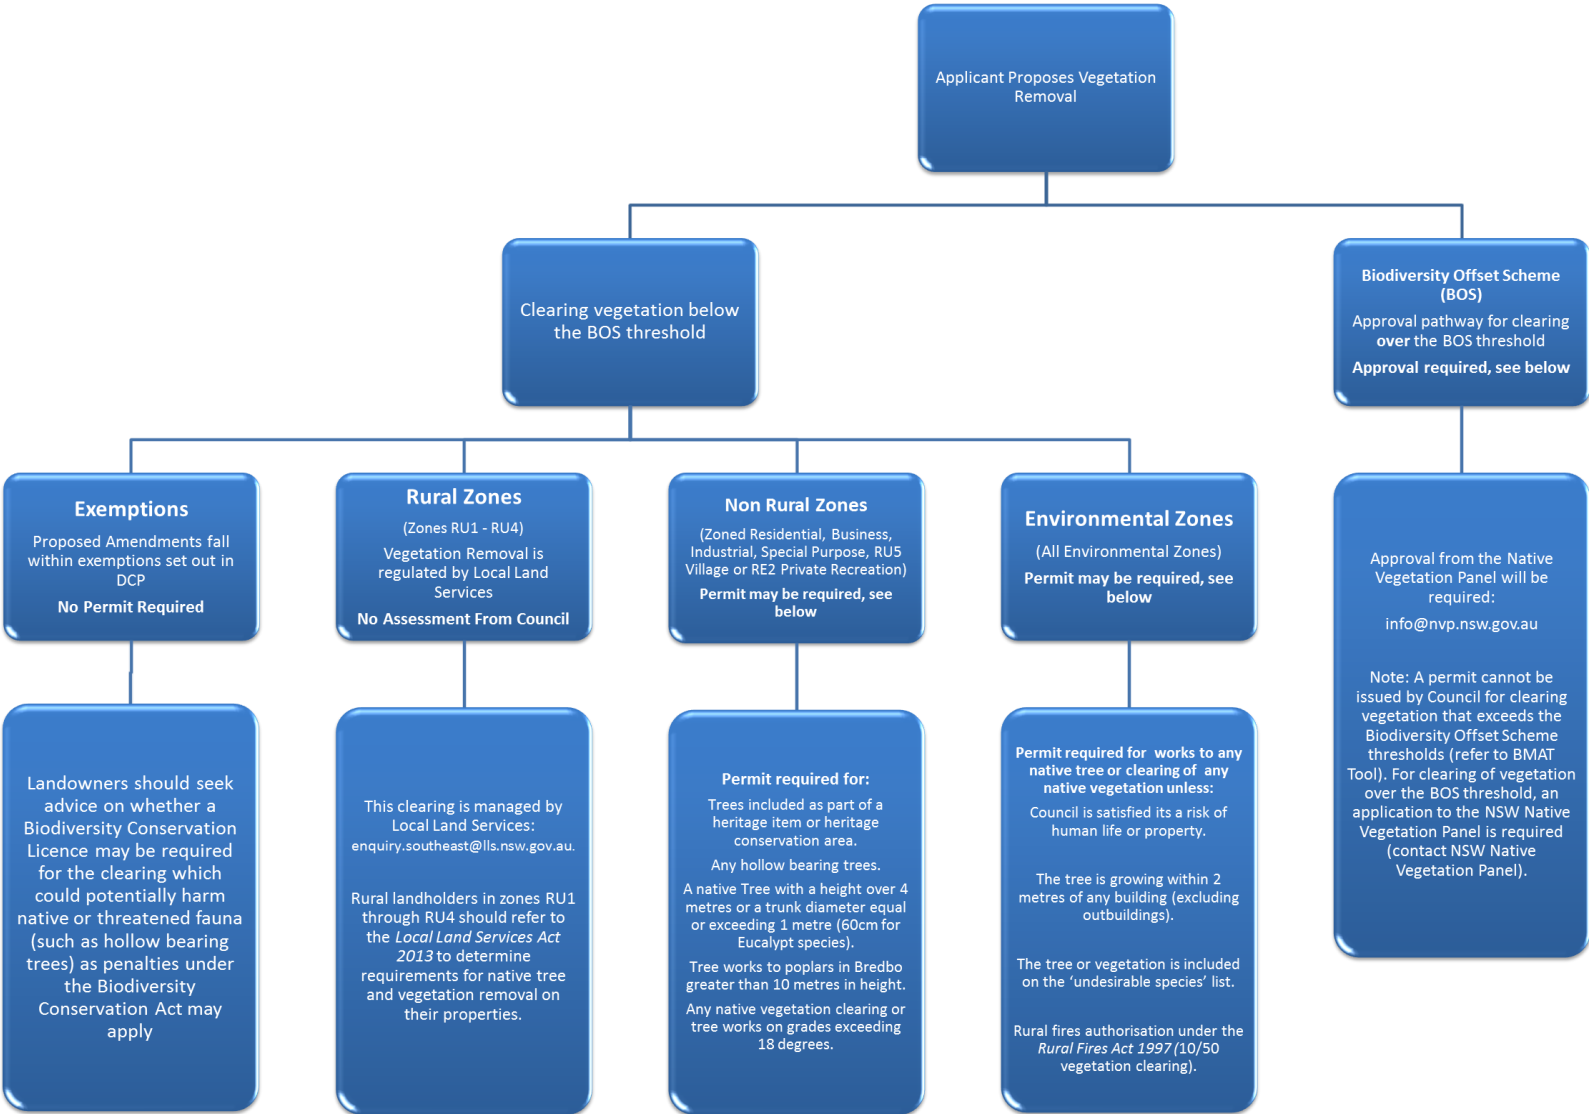 Applicant Proposes Vegetation
Removal
Clearing vegetation below
the BOS threshold
Biodiversity Offset Scheme
(BOS)
Approval pathway for clearing
over the BOS threshold
Approval required, see below
Exemptions
Proposed Amendments fall
within exemptions set out in
DCP
No Permit Required
Rural Zones
(Zones RU1 - RU4)
Vegetation Removal is
regulated by Local Land
Services
No Assessment From Council
Non Rural Zones
(Zoned Residential, Business,
Industrial, Special Purpose, RU5
Village or RE2 Private Recreation)
Permit may be required, see
below
Environmental Zones
(All Environmental Zones)
Permit may be required, see
below
Approval from the Native
Vegetation Panel will be
required:
info@nvp.nsw.gov.au
Note: A permit cannot be
issued by Council for clearing
vegetation that exceeds the
Biodiversity Offset Scheme
thresholds (refer to BMAT
Tool). For clearing of vegetation
over the BOS threshold, an
application to the NSW Native
Vegetation Panel is required
(contact NSW Native
Vegetation Panel).
Landowners should seek
advice on whether a
Biodiversity Conservation
Licence may be required
for the clearing which
could potentially harm
native or threatened fauna
(such as hollow bearing
trees) as penalties under
the Biodiversity
Conservation Act may
apply
This clearing is managed by
Local Land Services:
enquiry.southeast@lls.nsw.gov.au.
Rural landholders in zones RU1
through RU4 should refer to
the Local Land Services Act
2013 to determine
requirements for native tree
and vegetation removal on
their properties.
Permit required for:
Trees included as part of a
heritage item or heritage
conservation area.
Any hollow bearing trees.
A native Tree with a height over 4
metres or a trunk diameter equal
or exceeding 1 metre (60cm for
Eucalypt species).
Tree works to poplars in Bredbo
greater than 10 metres in height.
Any native vegetation clearing or
tree works on grades exceeding
18 degrees.
Permit required for works to any
native tree or clearing of any
native vegetation unless:
Council is satisfied its a risk of
human life or property.
The tree is growing within 2
metres of any building (excluding
outbuildings).
The tree or vegetation is included
on the ‘undesirable species’ list.
Rural fires authorisation under the
Rural Fires Act 1997 (10/50
vegetation clearing).